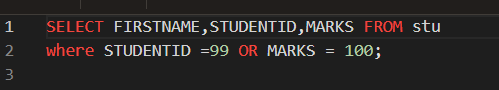 1 SELECT FIRSTNAME,STUDENTID,MARKS FROM stu
2 where STUDENTID =99 OR MARKS = 100;
3